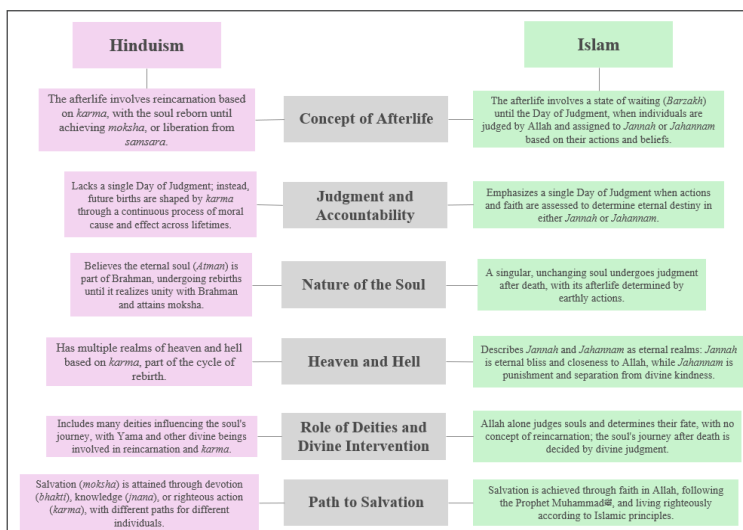 Hinduism
Islam
The afterlife involves reincarnation based
on karma, with the soul reborn until
achieving moksha, or liberation from
samsara.
Concept of Afterlife
The afterlife involves a state of waiting (Barzakh)
until the Day of Judgment, when individuals are
judged by Allah and assigned to Jannah or Jahannam
based on their actions and beliefs.
Lacks a single Day of Judgment; instead,
future births are shaped by karma
through a continuous process of moral
cause and effect across lifetimes.
Judgment and
Accountability
Emphasizes a single Day of Judgment when actions
and faith are assessed to determine eternal destiny in
either Jannah or Jahannam.
Believes the eternal soul (Atman) is
part of Brahman, undergoing rebirths
until it realizes unity with Brahman
and attains moksha.
Nature of the Soul
A singular, unchanging soul undergoes judgment
after death, with its afterlife determined by
earthly actions.
Has multiple realms of heaven and hell
based on karma, part of the cycle of
rebirth.
Heaven and Hell
Describes Jannah and Jahannam as eternal realms: Jannah
is eternal bliss and closeness to Allah, while Jahannam is
punishment and separation from divine kindness.
Includes many deities influencing the soul's
journey, with Yama and other divine beings
involved in reincarnation and karma.
Role of Deities and
Divine Intervention
Allah alone judges souls and determines their fate, with
no concept of reincarnation; the soul's journey after death is
decided by divine judgment.
Salvation (moksha) is attained through devotion
(bhakti), knowledge (jnana), or righteous action
(karma), with different paths for different
individuals.
Path to Salvation
Salvation is achieved through faith in Allah, following
the Prophet Muhammadﷺ, and living righteously
according to Islamic principles.